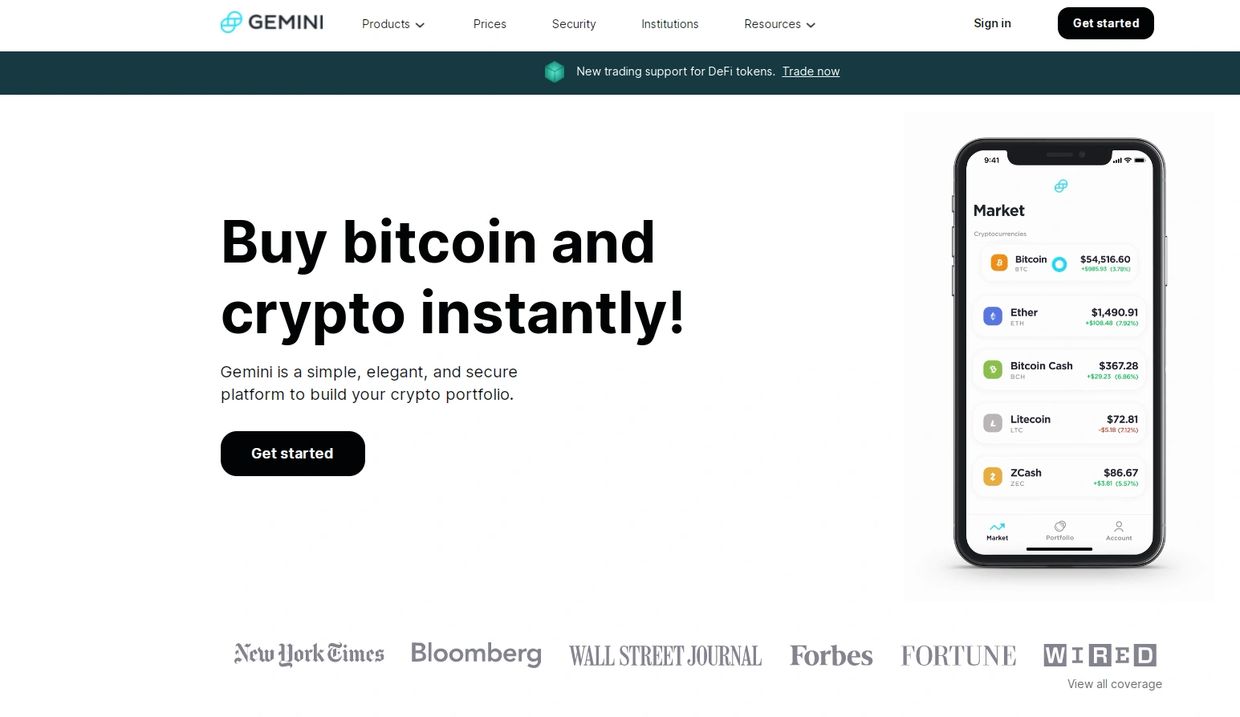 GEMINI Products Prices Security Institutions Resources Sign in Get started
New trading support for DeFi tokens. Trade now
Buy bitcoin and
crypto instantly!
Gemini is a simple, elegant, and secure
platform to build your crypto portfolio.
Get started
9:41
Market
Cryptocurrencies
Bitcoin $54,516.60
BTC +$985.93 (3.78%)
Ether $1,490.91
ETH +$108.48 (7.92%)
Bitcoin Cash $367.28
BCH +$29.23 (6.86%)
Litecoin $72.81
LTC -$5.18 (7.12%)
ZCash $86.67
ZEC +$3.81 (5.57%)
Market Portfolio Account
New York Times Bloomberg WALL STREET JOURNAL Forbes FORTUNE WIRED
View all coverage